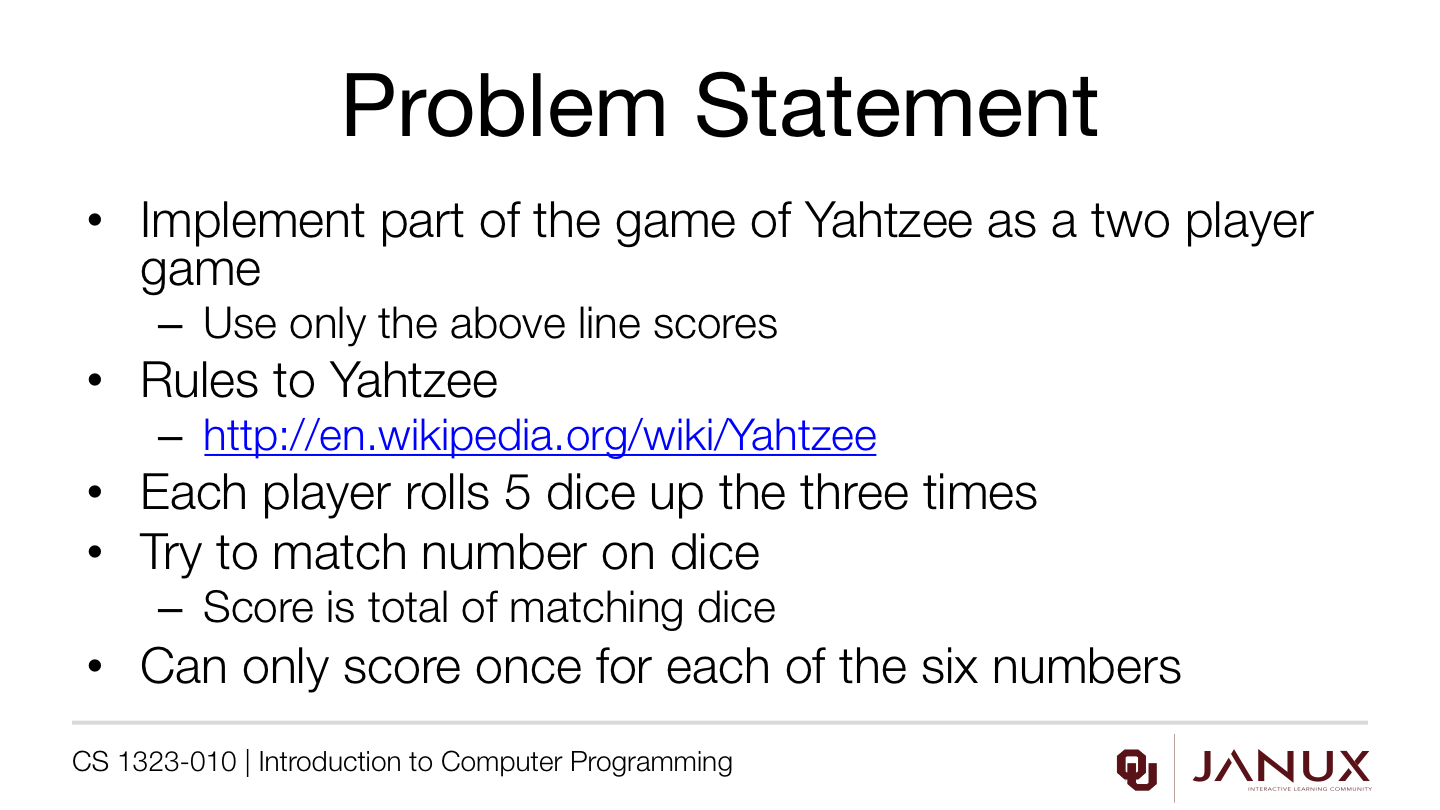 Problem Statement
• Implement part of the game of Yahtzee as a two player
game
– Use only the above line scores
• Rules to Yahtzee
– http://en.wikipedia.org/wiki/Yahtzee
• Each player rolls 5 dice up the three times
• Try to match number on dice
– Score is total of matching dice
• Can only score once for each of the six numbers
CS 1323-010 | Introduction to Computer Programming
OU
JANUX
INTERACTIVE LEARNING COMMUNITY